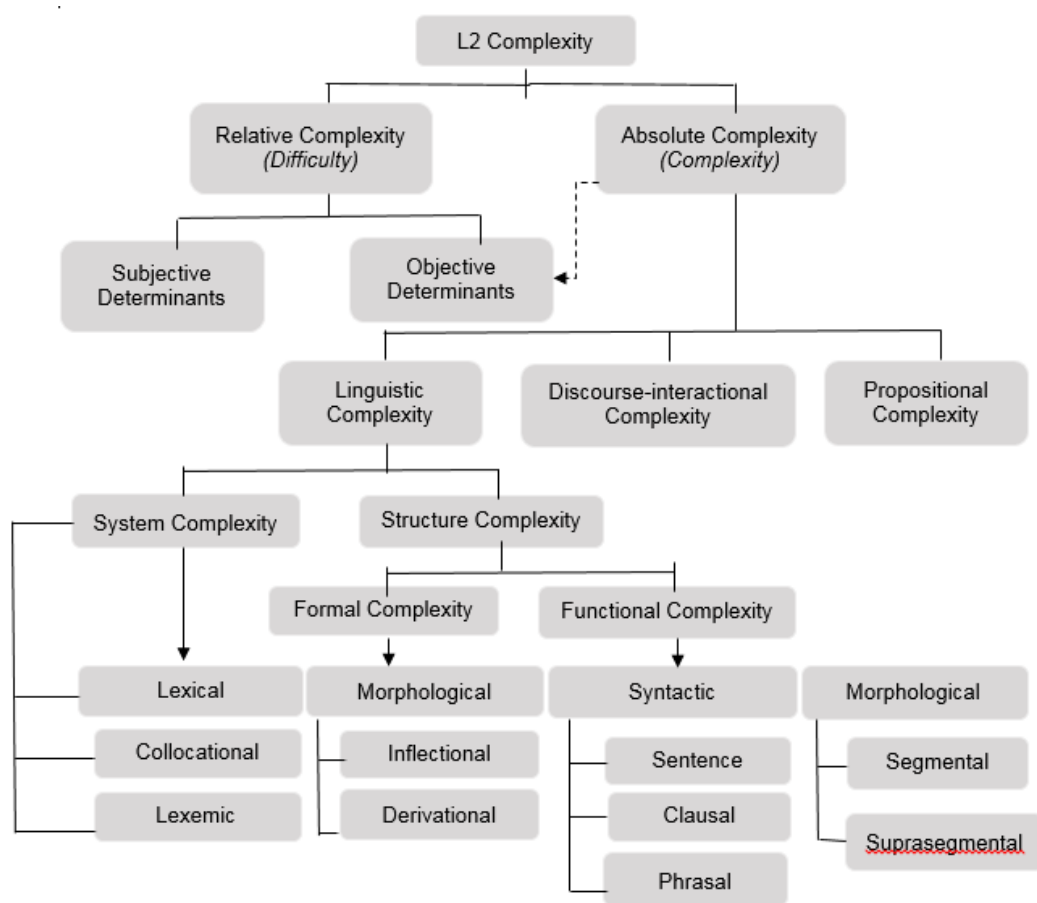 L2 Complexity
Relative Complexity
(Difficulty)
Absolute Complexity
(Complexity)
Subjective
Determinants
Objective
Determinants
Linguistic
Complexity
Discourse-interactional
Complexity
Propositional
Complexity
System Complexity
Structure Complexity
Formal Complexity
Functional Complexity
Lexical
Morphological
Syntactic
Morphological
Collocational
Inflectional
Sentence
Segmental
Lexemic
Derivational
Clausal
Suprasegmental
Phrasal